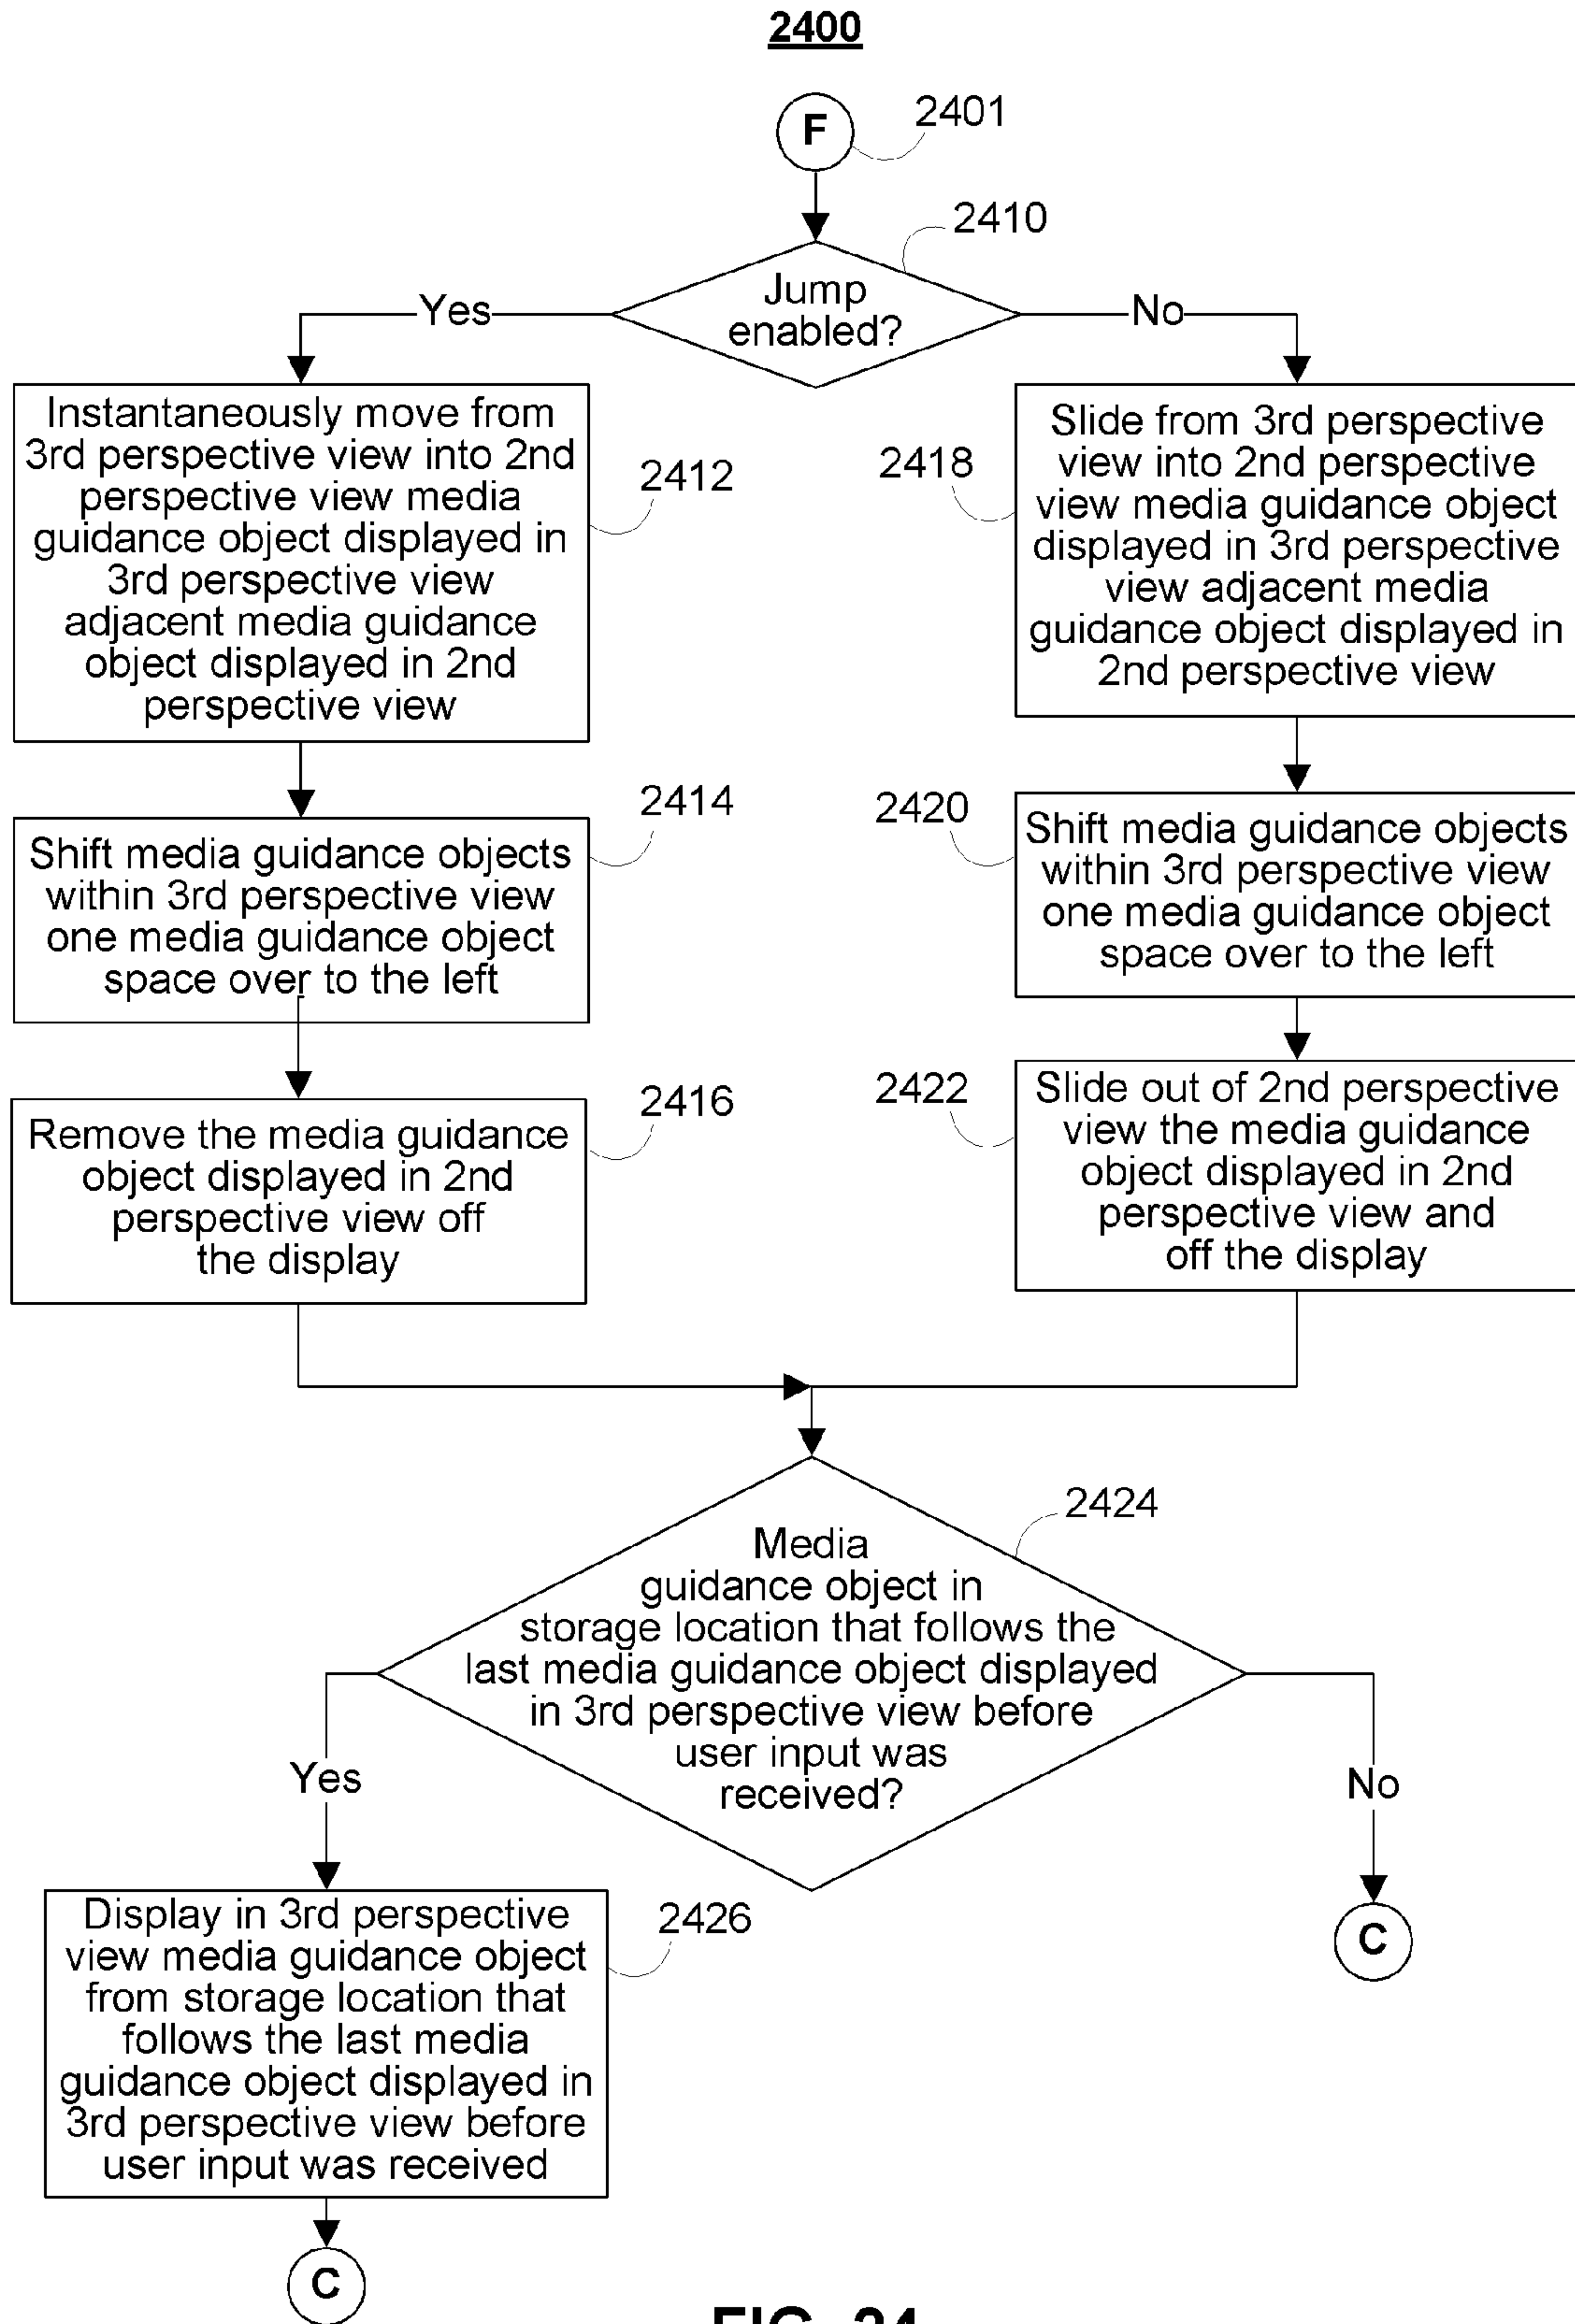 2400
F
2401
2410
Jump
enabled?
Yes
No
Instantaneously move from
3rd perspective view into 2nd
perspective view media
guidance object displayed in
3rd perspective view
adjacent media guidance
object displayed in 2nd
perspective view
2412
2418
Slide from 3rd perspective
view into 2nd perspective
view media guidance object
displayed in 3rd perspective
view adjacent media
guidance object displayed in
2nd perspective view
2414
2420
Shift media guidance objects
within 3rd perspective view
one media guidance object
space over to the left
Shift media guidance objects
within 3rd perspective view
one media guidance object
space over to the left
2416
2422
Remove the media guidance
object displayed in 2nd
perspective view off
the display
Slide out of 2nd perspective
view the media guidance
object displayed in 2nd
perspective view and
off the display
2424
Media
guidance object in
storage location that follows the
last media guidance object displayed
in 3rd perspective view before
user input was
received?
Yes
No
Display in 3rd perspective
view media guidance object
from storage location that
follows the last media
guidance object displayed in
3rd perspective view before
user input was received
2426
C
C
FIG. 24